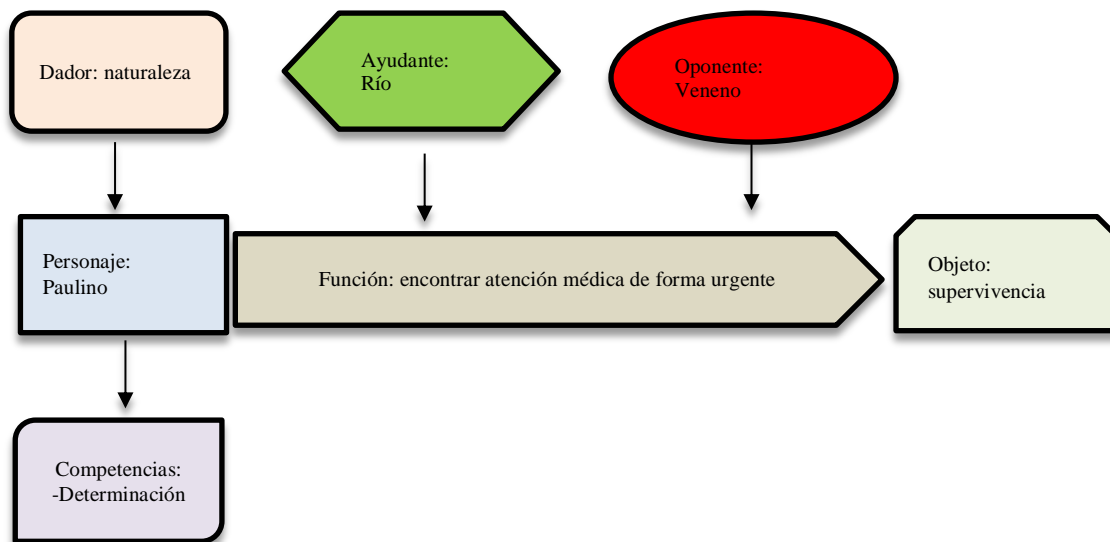 Dador: naturaleza
Ayudante:
Río
Oponente:
Veneno
Personaje:
Paulino
Función: encontrar atención médica de forma urgente
Objeto:
supervivencia
Competencias:
-Determinación